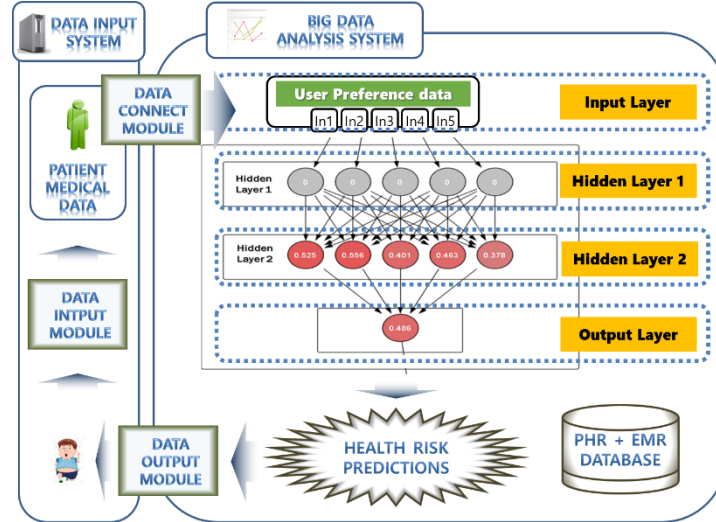 DATA INPUT
SYSTEM
BIG DATA
ANALYSIS SYSTEM
DATA
CONNECT
MODULE
User Preference data
In1 In2 In3 In4 In5
Input Layer
PATIENT
MEDICAL
DATA
Hidden
Layer 1
0 0 0 0 0
Hidden Layer 1
Hidden
Layer 2
0.525 0.556 0.401 0.463 0.378
Hidden Layer 2
DATA
INTPUT
MODULE
0.486
Output Layer
DATA
OUTPUT
MODULE
HEALTH RISK
PREDICTIONS
PHR + EMR
DATABASE